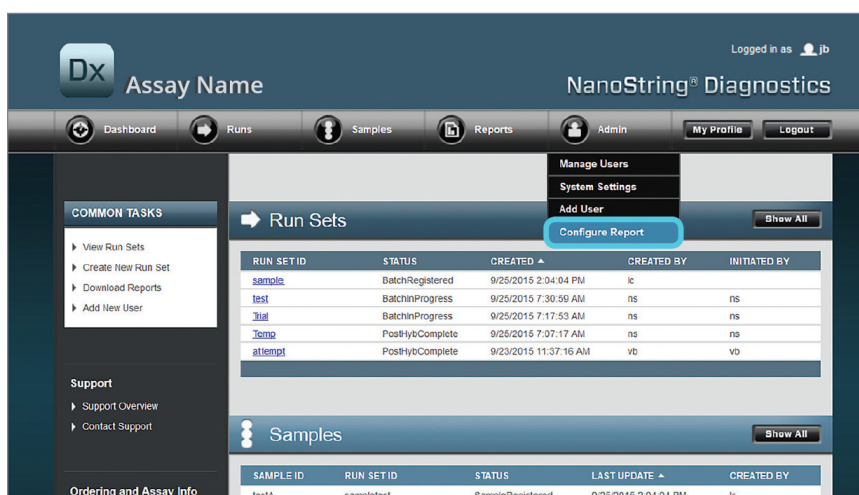 Logged in as jb
Dx Assay Name
NanoString® Diagnostics
Dashboard Runs Samples Reports Admin My Profile Logout
Manage Users
System Settings
Add User
Configure Report
COMMON TASKS
View Run Sets
Create New Run Set
Download Reports
Add New User
Support
Support Overview
Contact Support
Ordering and Assay Info
Run Sets Show All
RUN SET ID STATUS CREATED CREATED BY INITIATED BY
sample BatchRegistered 9/25/2015 2:04:04 PM
test BatchInProgress 9/25/2015 7:30:59 AM ns ns
Trial BatchInProgress 9/25/2015 7:17:53 AM ns ns
Temp PostHybComplete 9/25/2015 7:07:17 AM ns ns
attempt PostHybComplete 9/23/2015 11:37:16 AM vb vb
Samples Show All
SAMPLE ID RUN SET ID STATUS LAST UPDATE CREATED BY